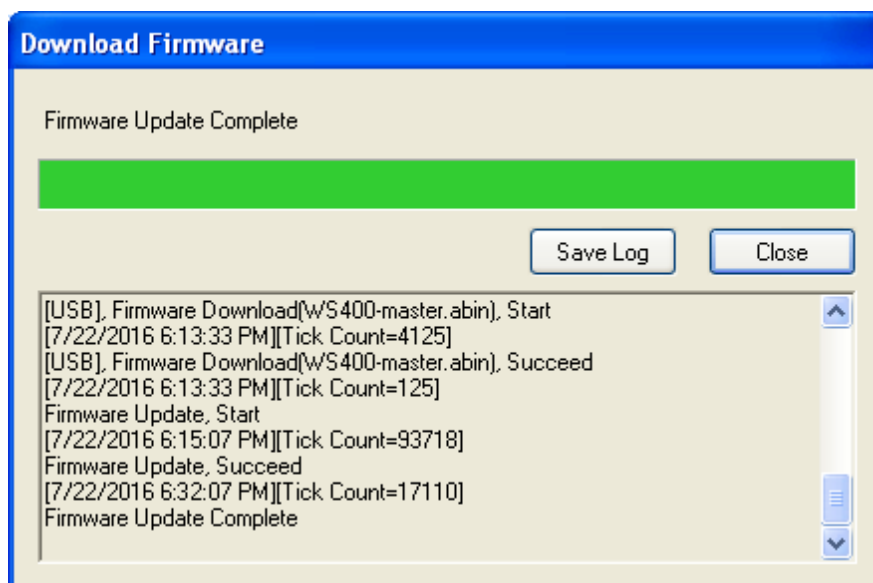 Download Firmware
Firmware Update Complete
Save Log
Close
[USB], Firmware Download(WS400-master.abin), Start
[7/22/2016 6:13:33 PM][Tick Count=4125]
[USB], Firmware Download(WS400-master.abin), Succeed
[7/22/2016 6:13:33 PM][Tick Count=125]
Firmware Update, Start
[7/22/2016 6:15:07 PM][Tick Count=93718]
Firmware Update, Succeed
[7/22/2016 6:32:07 PM][Tick Count=17110]
Firmware Update Complete